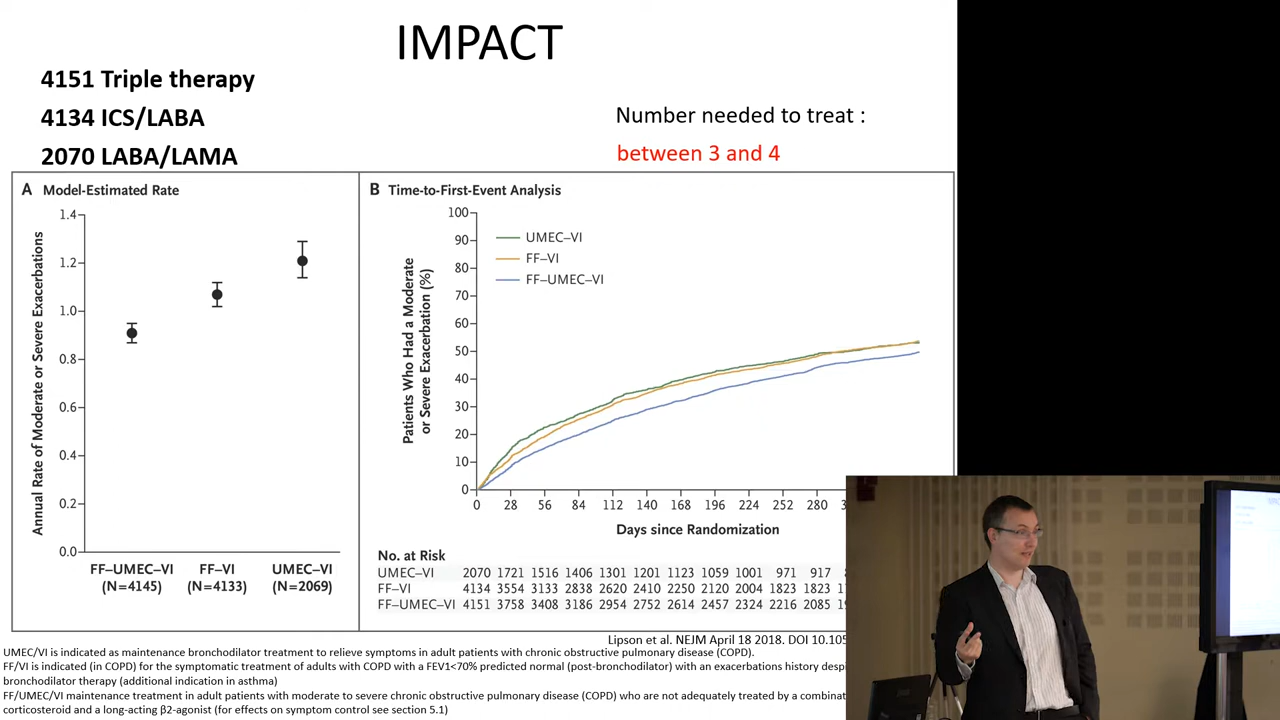 IMPACT
4151 Triple therapy
4134 ICS/LABA
2070 LABA/LAMA
Number needed to treat :
between 3 and 4
A Model-Estimated Rate
Annual Rate of Moderate or Severe Exacerbations
1.4
1.2
1.0
0.8
0.6
0.4
0.2
0.0
FF–UMEC–VI
(N=4145)
FF–VI
(N=4133)
UMEC–VI
(N=2069)
B Time-to-First-Event Analysis
Patients Who Had a Moderate
or Severe Exacerbation (%)
100
90
80
70
60
50
40
30
20
10
0
UMEC–VI
FF–VI
FF–UMEC–VI
0 28 56 84 112 140 168 196 224 252 280
Days since Randomization
No. at Risk
UMEC–VI 2070 1721 1516 1406 1301 1201 1123 1059 1001 971 917
FF–VI 4134 3554 3133 2838 2620 2410 2250 2120 2004 1823 1823
FF–UMEC–VI 4151 3758 3408 3186 2954 2752 2614 2457 2324 2216 2085
Lipson et al. NEJM April 18 2018. DOI 10.105
UMEC/VI is indicated as maintenance bronchodilator treatment to relieve symptoms in adult patients with chronic obstructive pulmonary disease (COPD).
FF/VI is indicated (in COPD) for the symptomatic treatment of adults with COPD with a FEV1<70% predicted normal (post-bronchodilator) with an exacerbations history desp
bronchodilator therapy (additional indication in asthma)
FF/UMEC/VI maintenance treatment in adult patients with moderate to severe chronic obstructive pulmonary disease (COPD) who are not adequately treated by a combinat
corticosteroid and a long-acting β2-agonist (for effects on symptom control see section 5.1)